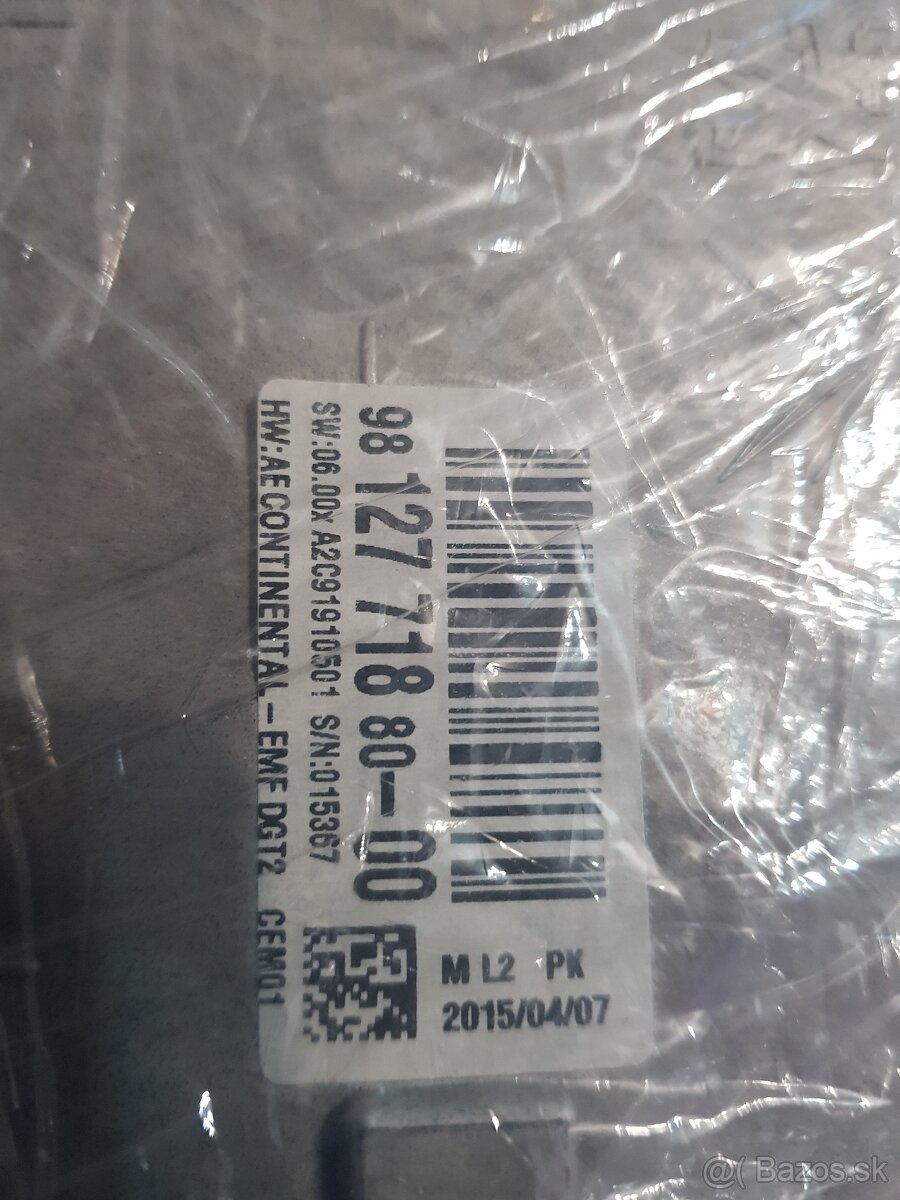 98 127 718 80-00
SW:06.00x A2C91910501 S/N:015367
HW:AE CONTINENTAL-EMF DGT2 CEM01
M L2 PK
2015/04/07
@( Bazos.sk